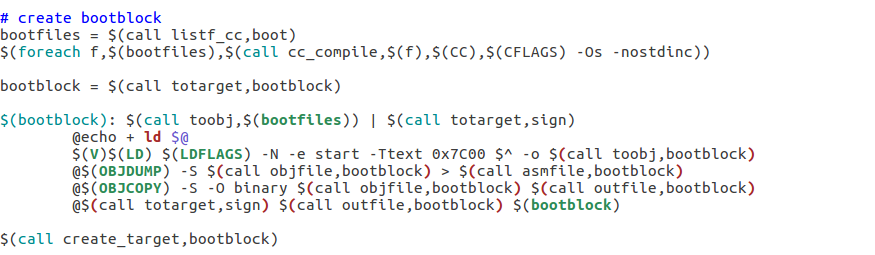 # create bootblock
bootfiles = $(call listf_cc,boot)
$(foreach f,$(bootfiles),$(call cc_compile,$(f),$(CC),$(CFLAGS) -Os -nostdinc))
bootblock = $(call totarget,bootblock)
$(bootblock): $(call toobj,$(bootfiles)) | $(call totarget,sign)
@echo + ld $@
$(V)$(LD) $(LDFLAGS) -N -e start -Ttext 0x7C00 $^ -o $(call toobj,bootblock)
@$(OBJDUMP) -S $(call objfile,bootblock) > $(call asmfile,bootblock)
@$(OBJCOPY) -S -O binary $(call objfile,bootblock) $(call outfile,bootblock)
@$(call totarget,sign) $(call outfile,bootblock) $(bootblock)
$(call create_target,bootblock)